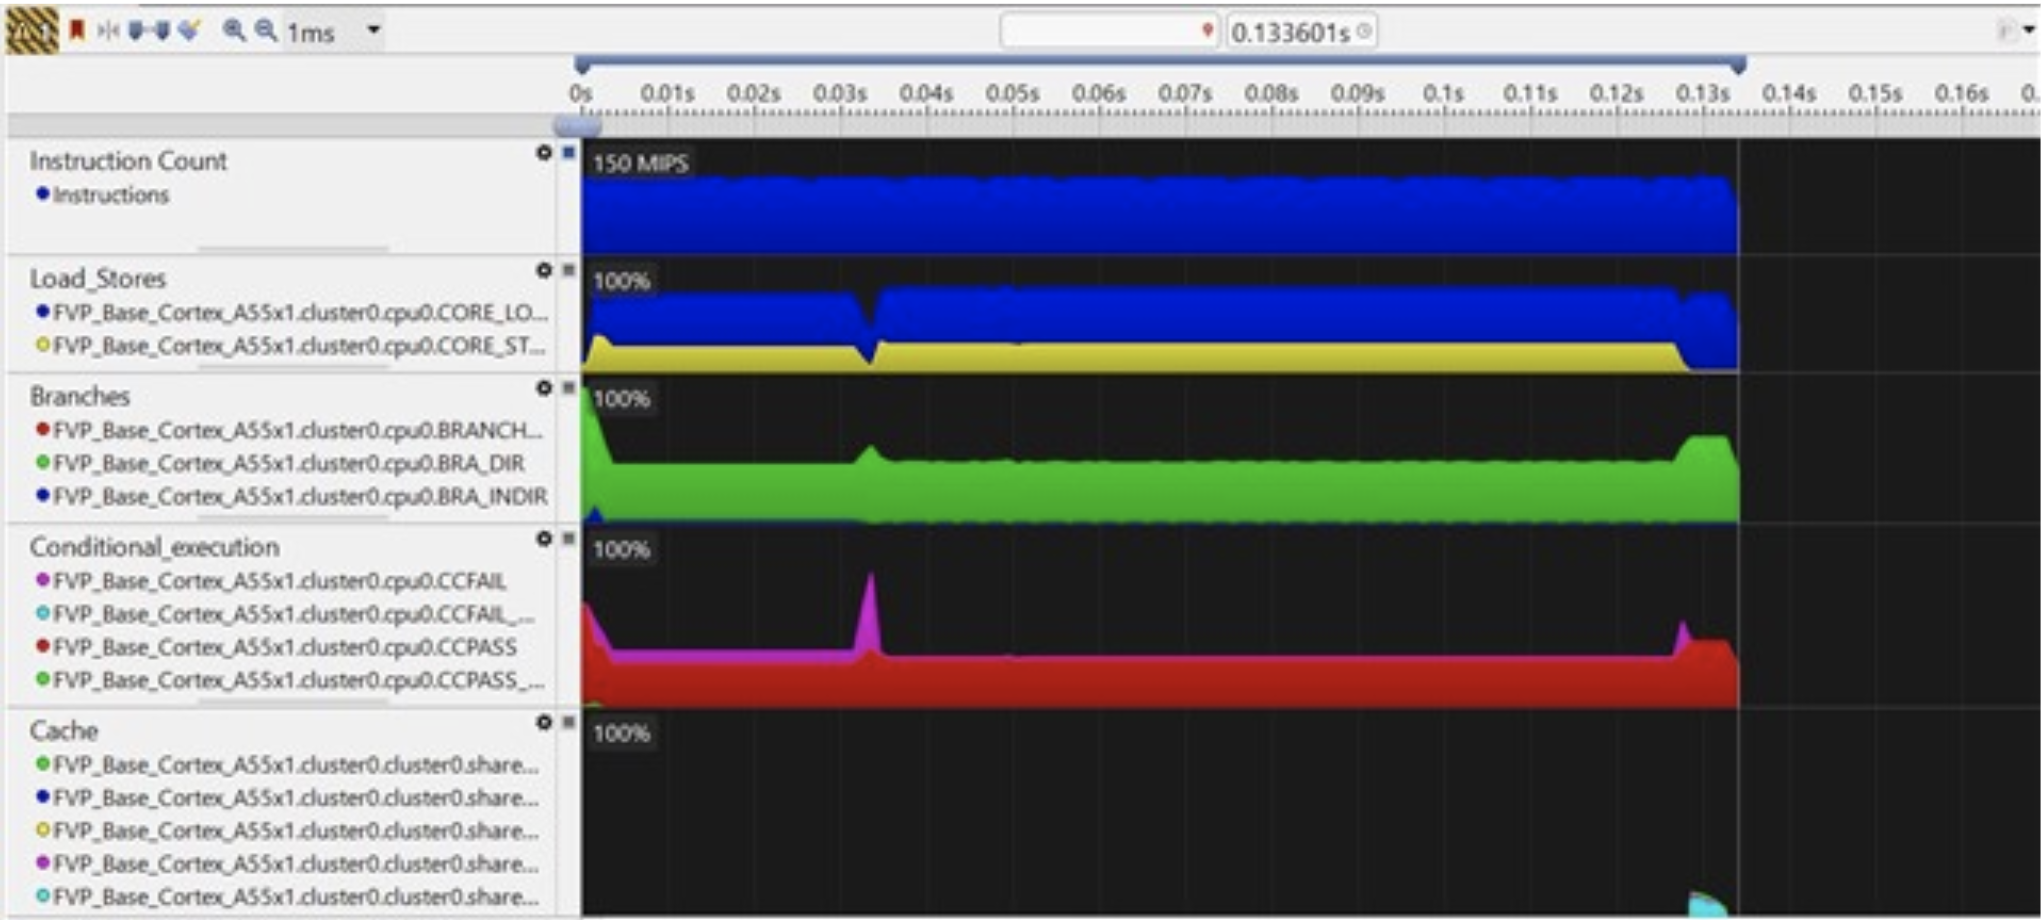 1ms 0.133601s
0s 0.01s 0.02s 0.03s 0.04s 0.05s 0.06s 0.07s 0.08s 0.09s 0.1s 0.11s 0.12s 0.13s 0.14s 0.15s 0.16s 0.
Instruction Count 150 MIPS
Instructions
Load_Stores 100%
FVP_Base_Cortex_A55x1.cluster0.cpu0.CORE_LO...
FVP_Base_Cortex_A55x1.cluster0.cpu0.CORE_ST...
Branches 100%
FVP_Base_Cortex_A55x1.cluster0.cpu0.BRANCH...
FVP_Base_Cortex_A55x1.cluster0.cpu0.BRA_DIR
FVP_Base_Cortex_A55x1.cluster0.cpu0.BRA_INDIR
Conditional_execution 100%
FVP_Base_Cortex_A55x1.cluster0.cpu0.CCFAIL
FVP_Base_Cortex_A55x1.cluster0.cpu0.CCFAIL_...
FVP_Base_Cortex_A55x1.cluster0.cpu0.CCPASS
FVP_Base_Cortex_A55x1.cluster0.cpu0.CCPASS_...
Cache 100%
FVP_Base_Cortex_A55x1.cluster0.cluster0.share...
FVP_Base_Cortex_A55x1.cluster0.cluster0.share...
FVP_Base_Cortex_A55x1.cluster0.cluster0.share...
FVP_Base_Cortex_A55x1.cluster0.cluster0.share...
FVP_Base_Cortex_A55x1.cluster0.cluster0.share...